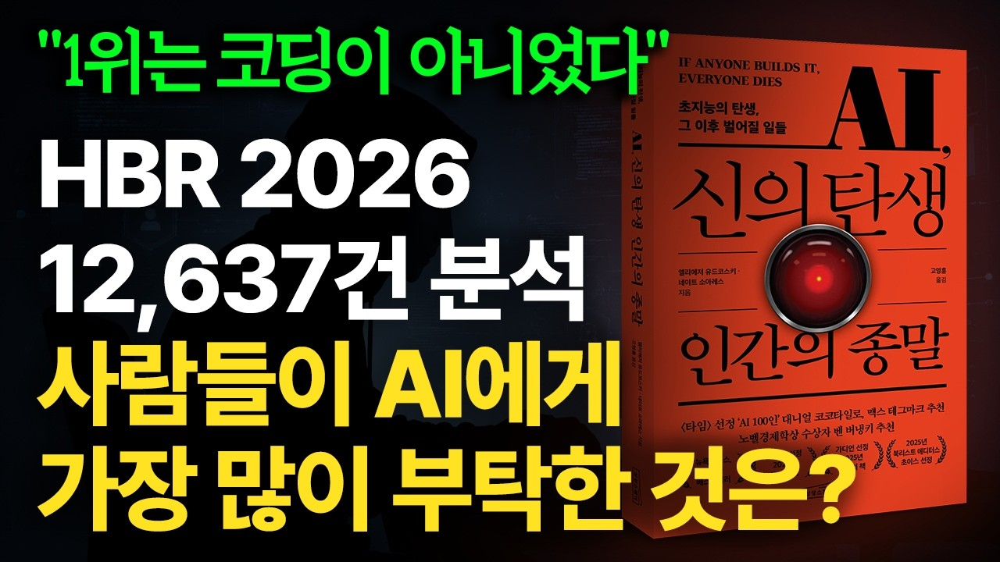 "1위는 코딩이 아니었다"
HBR 2026
12,637건 분석
사람들이 AI에게
가장 많이 부탁한 것은?
IF ANYONE BUILDS IT,
EVERYONE DIES
초지능의 탄생,
그 이후 벌어질 일들
AI,
신의 탄생
인간의 종말
엘리에저 유드코스키 ·
네이트 소아레스
지음
고영훈
옮김
〈타임〉 선정 'AI 100인' 대니얼 코코타일로, 맥스 테그마크 추천
노벨경제학상 수상자 벤 버냉키 추천
가디언 선정
2025년
북리스트 에디터스
초이스 선정
AI, 신의 탄생 인간의 종말